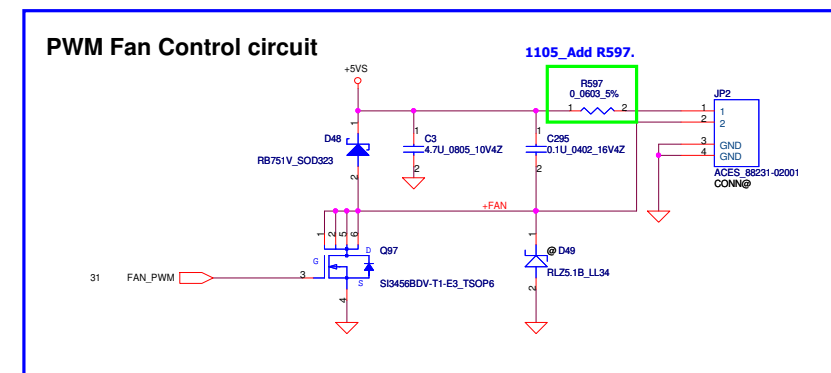 PWM Fan Control circuit
1105_Add R597.
+5VS
R597
0_0603_5%
1 2
JP2
1 1
2 2
3 GND
4 GND
ACES_88231-02001
CONN@
1
D48
RB751V_SOD323
2
1
C3
4.7U_0805_10V4Z
2
1
C295
0.1U_0402_16V4Z
2
+FAN
1 2 5 6
D
Q97
G
S
SI3456BDV-T1-E3_TSOP6
3
4
31 FAN_PWM
1
@ D49
RLZ5.1B_LL34
2